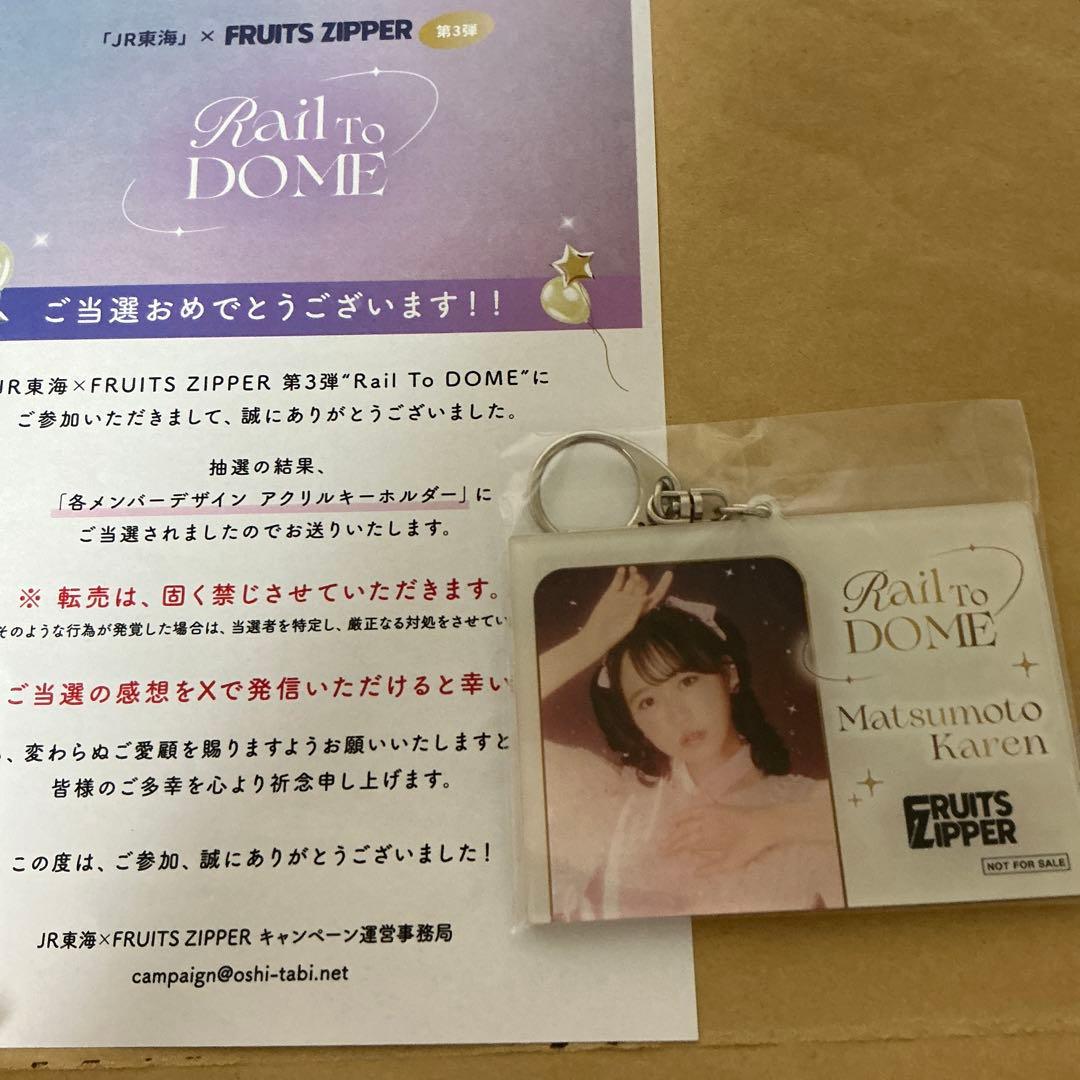 「JR東海」× FRUITS ZIPPER 第3弾
Rail To
DOME
ご当選おめでとうございます!!
JR東海×FRUITS ZIPPER 第3弾“Rail To DOME”に
ご参加いただきまして、誠にありがとうございました。
抽選の結果、
「各メンバーデザイン アクリルキーホルダー」に
ご当選されましたのでお送りいたします。
※ 転売は、固く禁じさせていただきます。
そのような行為が発覚した場合は、当選者を特定し、厳正なる対処をさせてい
ご当選の感想をXで発信いただけると幸い
、変わらぬご愛顧を賜りますようお願いいたしますと
皆様のご多幸を心より祈念申し上げます。
この度は、ご参加、誠にありがとうございました!
JR東海×FRUITS ZIPPER キャンペーン運営事務局
campaign@oshi-tabi.net
Rail To
DOME
Matsumoto
Karen
FRUITS
ZIPPER
NOT FOR SALE